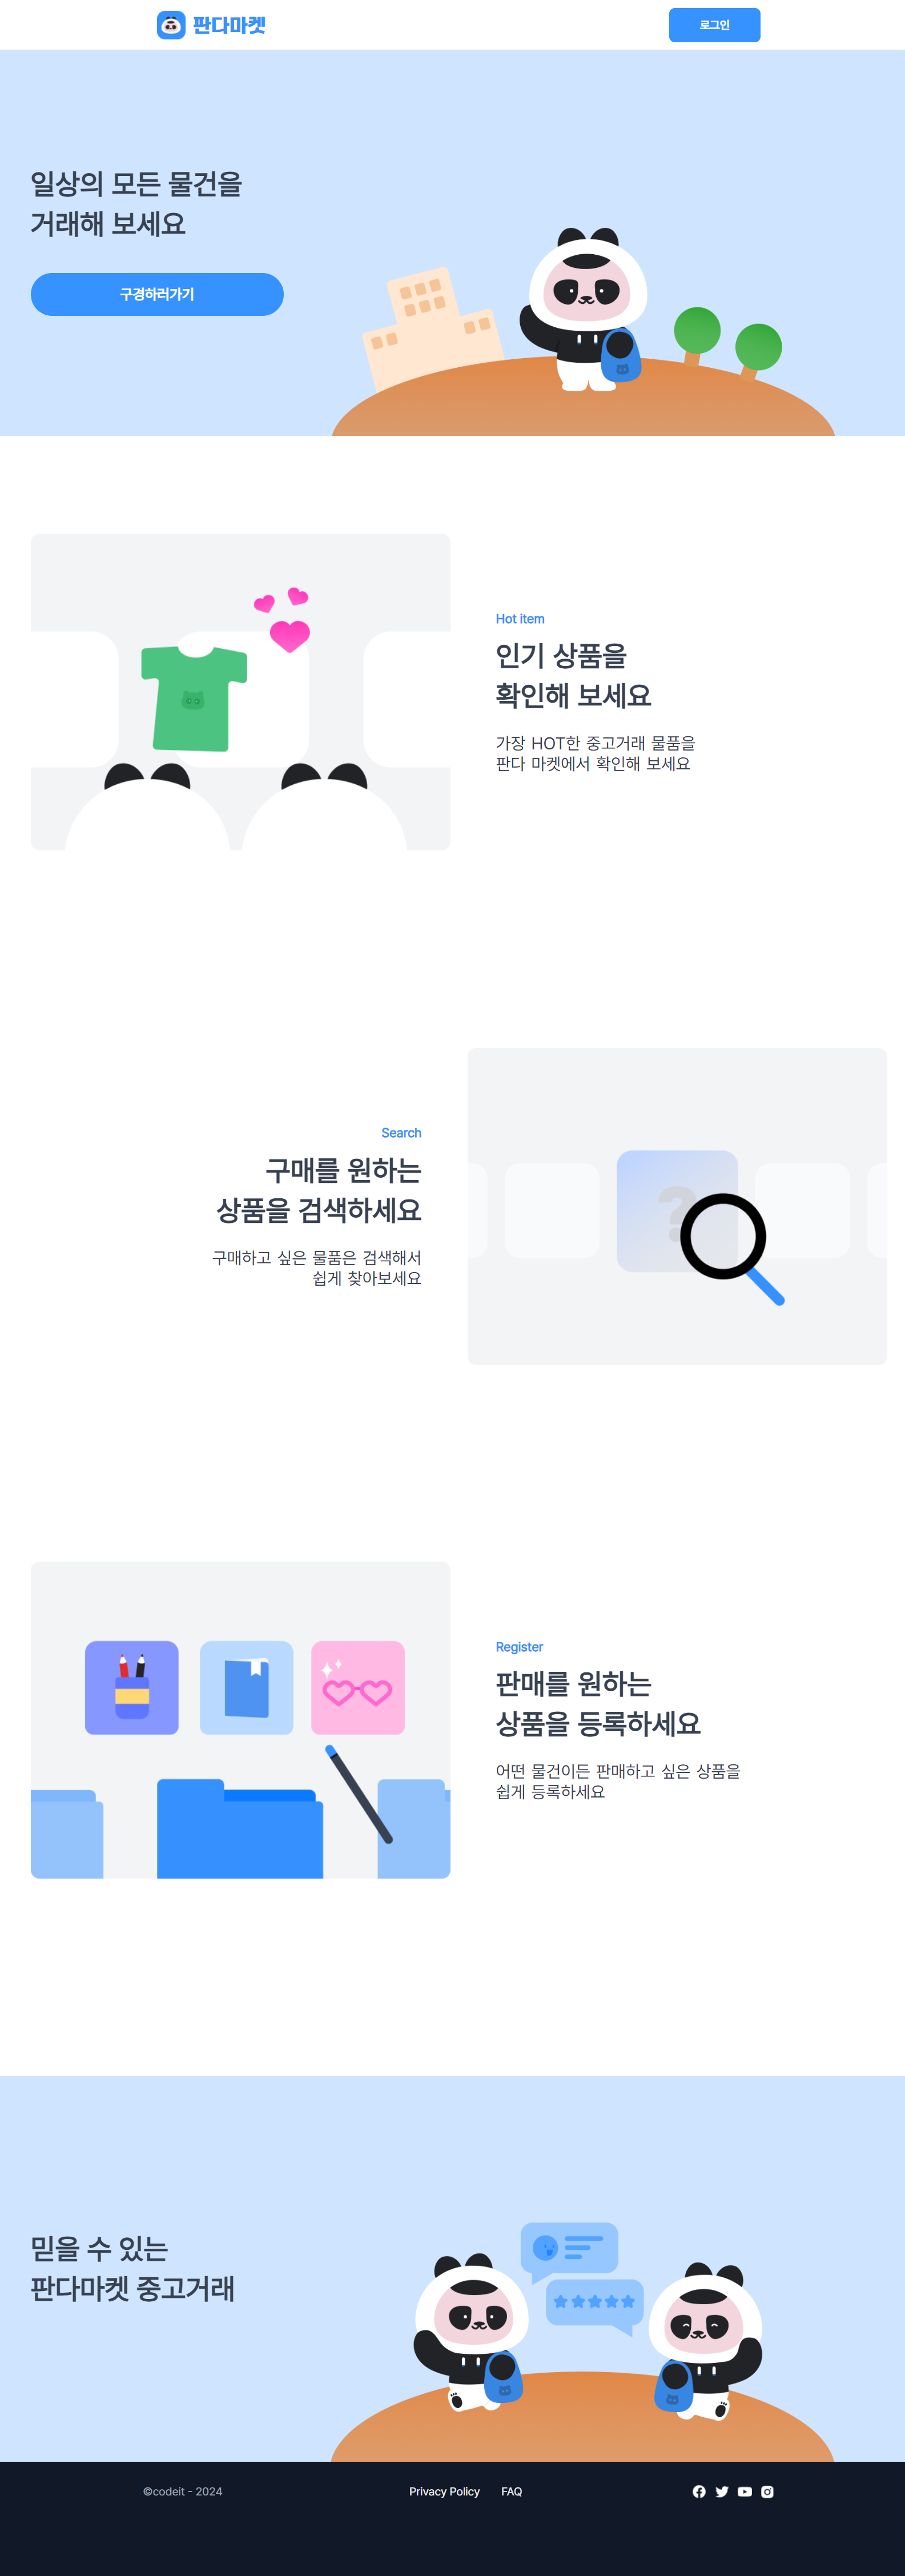 판다마켓
로그인
일상의 모든 물건을
거래해 보세요
구경하러가기
Hot item
인기 상품을
확인해 보세요
가장 HOT한 중고거래 물품을
판다 마켓에서 확인해 보세요
Search
구매를 원하는
상품을 검색하세요
구매하고 싶은 물품은 검색해서
쉽게 찾아보세요
?
Register
판매를 원하는
상품을 등록하세요
어떤 물건이든 판매하고 싶은 상품을
쉽게 등록하세요
믿을 수 있는
판다마켓 중고거래
©codeit - 2024
Privacy Policy
FAQ